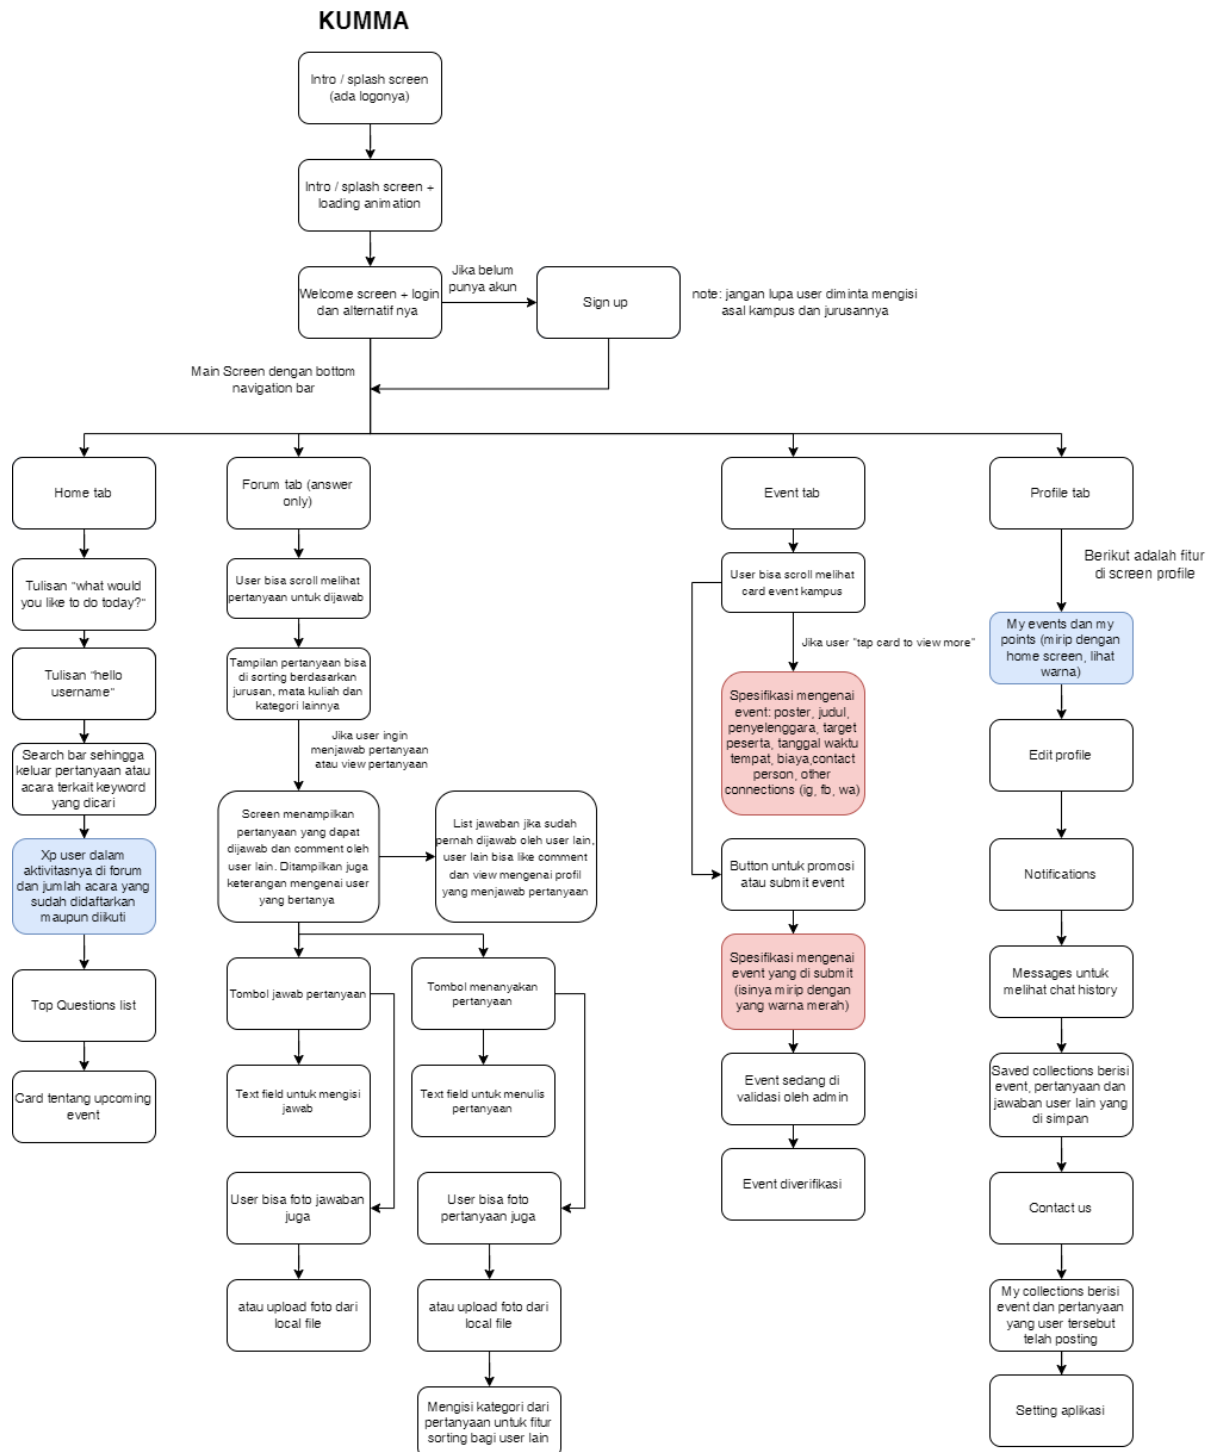 KUMMA
Intro / splash screen
(ada logonya)
Intro / splash screen +
loading animation
Welcome screen + login
dan alternatif nya
Jika belum
punya akun
Sign up
note: jangan lupa user diminta mengisi
asal kampus dan jurusannya
Main Screen dengan bottom
navigation bar
Home tab
Tulisan "what would
you like to do today?"
Tulisan "hello
username"
Search bar sehingga
keluar pertanyaan atau
acara terkait keyword
yang dicari
Xp user dalam
aktivitasnya di forum
dan jumlah acara yang
sudah didaftarkan
maupun diikuti
Top Questions list
Card tentang upcoming
event
Forum tab (answer
only)
User bisa scroll melihat
pertanyaan untuk dijawab
Tampilan pertanyaan bisa
di sorting berdasarkan
jurusan, mata kuliah dan
kategori lainnya
Jika user ingin
menjawab pertanyaan
atau view pertanyaan
Screen menampilkan
pertanyaan yang dapat
dijawab dan comment oleh
user lain. Ditampilkan juga
keterangan mengenai user
yang bertanya
List jawaban jika sudah
pernah dijawab oleh user lain,
user lain bisa like comment
dan view mengenai profil
yang menjawab pertanyaan
Tombol jawab pertanyaan
Text field untuk mengisi
jawab
User bisa foto jawaban
juga
atau upload foto dari
local file
Tombol menanyakan
pertanyaan
Text field untuk menulis
pertanyaan
User bisa foto
pertanyaan juga
atau upload foto dari
local file
Mengisi kategori dari
pertanyaan untuk fitur
sorting bagi user lain
Event tab
User bisa scroll melihat
card event kampus
Jika user "tap card to view more"
Spesifikasi mengenai
event: poster, judul,
penyelenggara, target
peserta, tanggal waktu
tempat, biaya,contact
person, other
connections (ig, fb, wa)
Button untuk promosi
atau submit event
Spesifikasi mengenai
event yang di submit
(isinya mirip dengan
yang warna merah)
Event sedang di
validasi oleh admin
Event diverifikasi
Profile tab
Berikut adalah fitur
di screen profile
My events dan my
points (mirip dengan
home screen, lihat
warna)
Edit profile
Notifications
Messages untuk
melihat chat history
Saved collections berisi
event, pertanyaan dan
jawaban user lain yang
di simpan
Contact us
My collections berisi
event dan pertanyaan
yang user tersebut
telah posting
Setting aplikasi